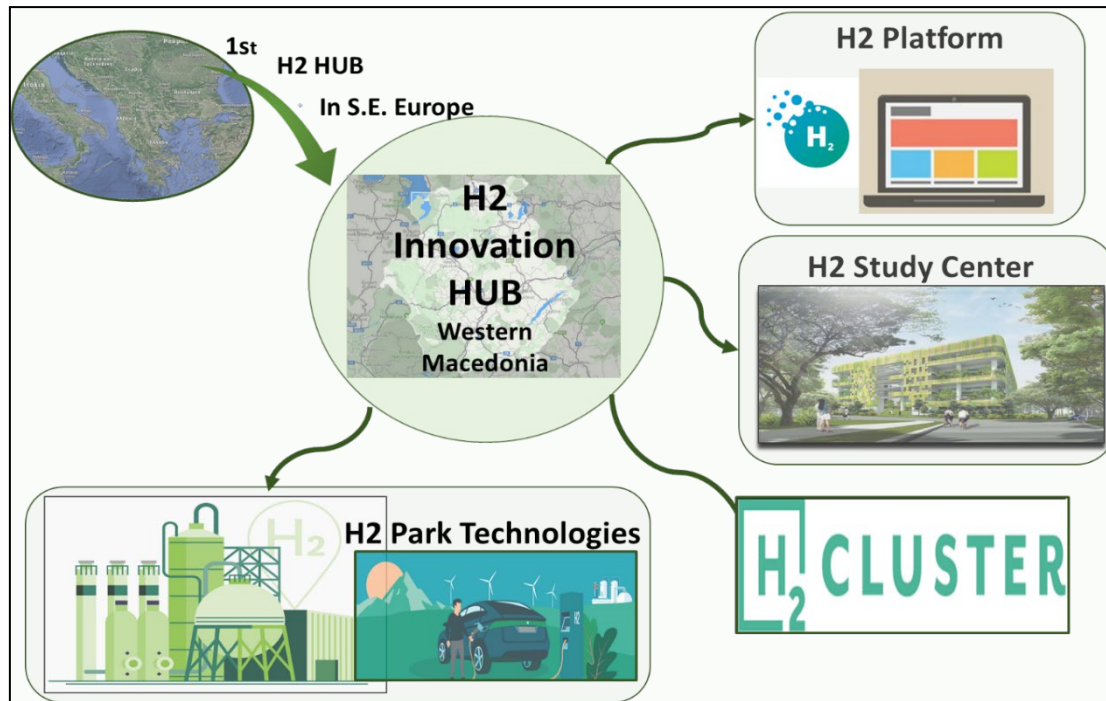 1st
H2 HUB
In S.E. Europe
H2
Innovation
HUB
Western
Macedonia
H2 Platform
H2
H2 Study Center
H2 Park Technologies
H2
H2 CLUSTER